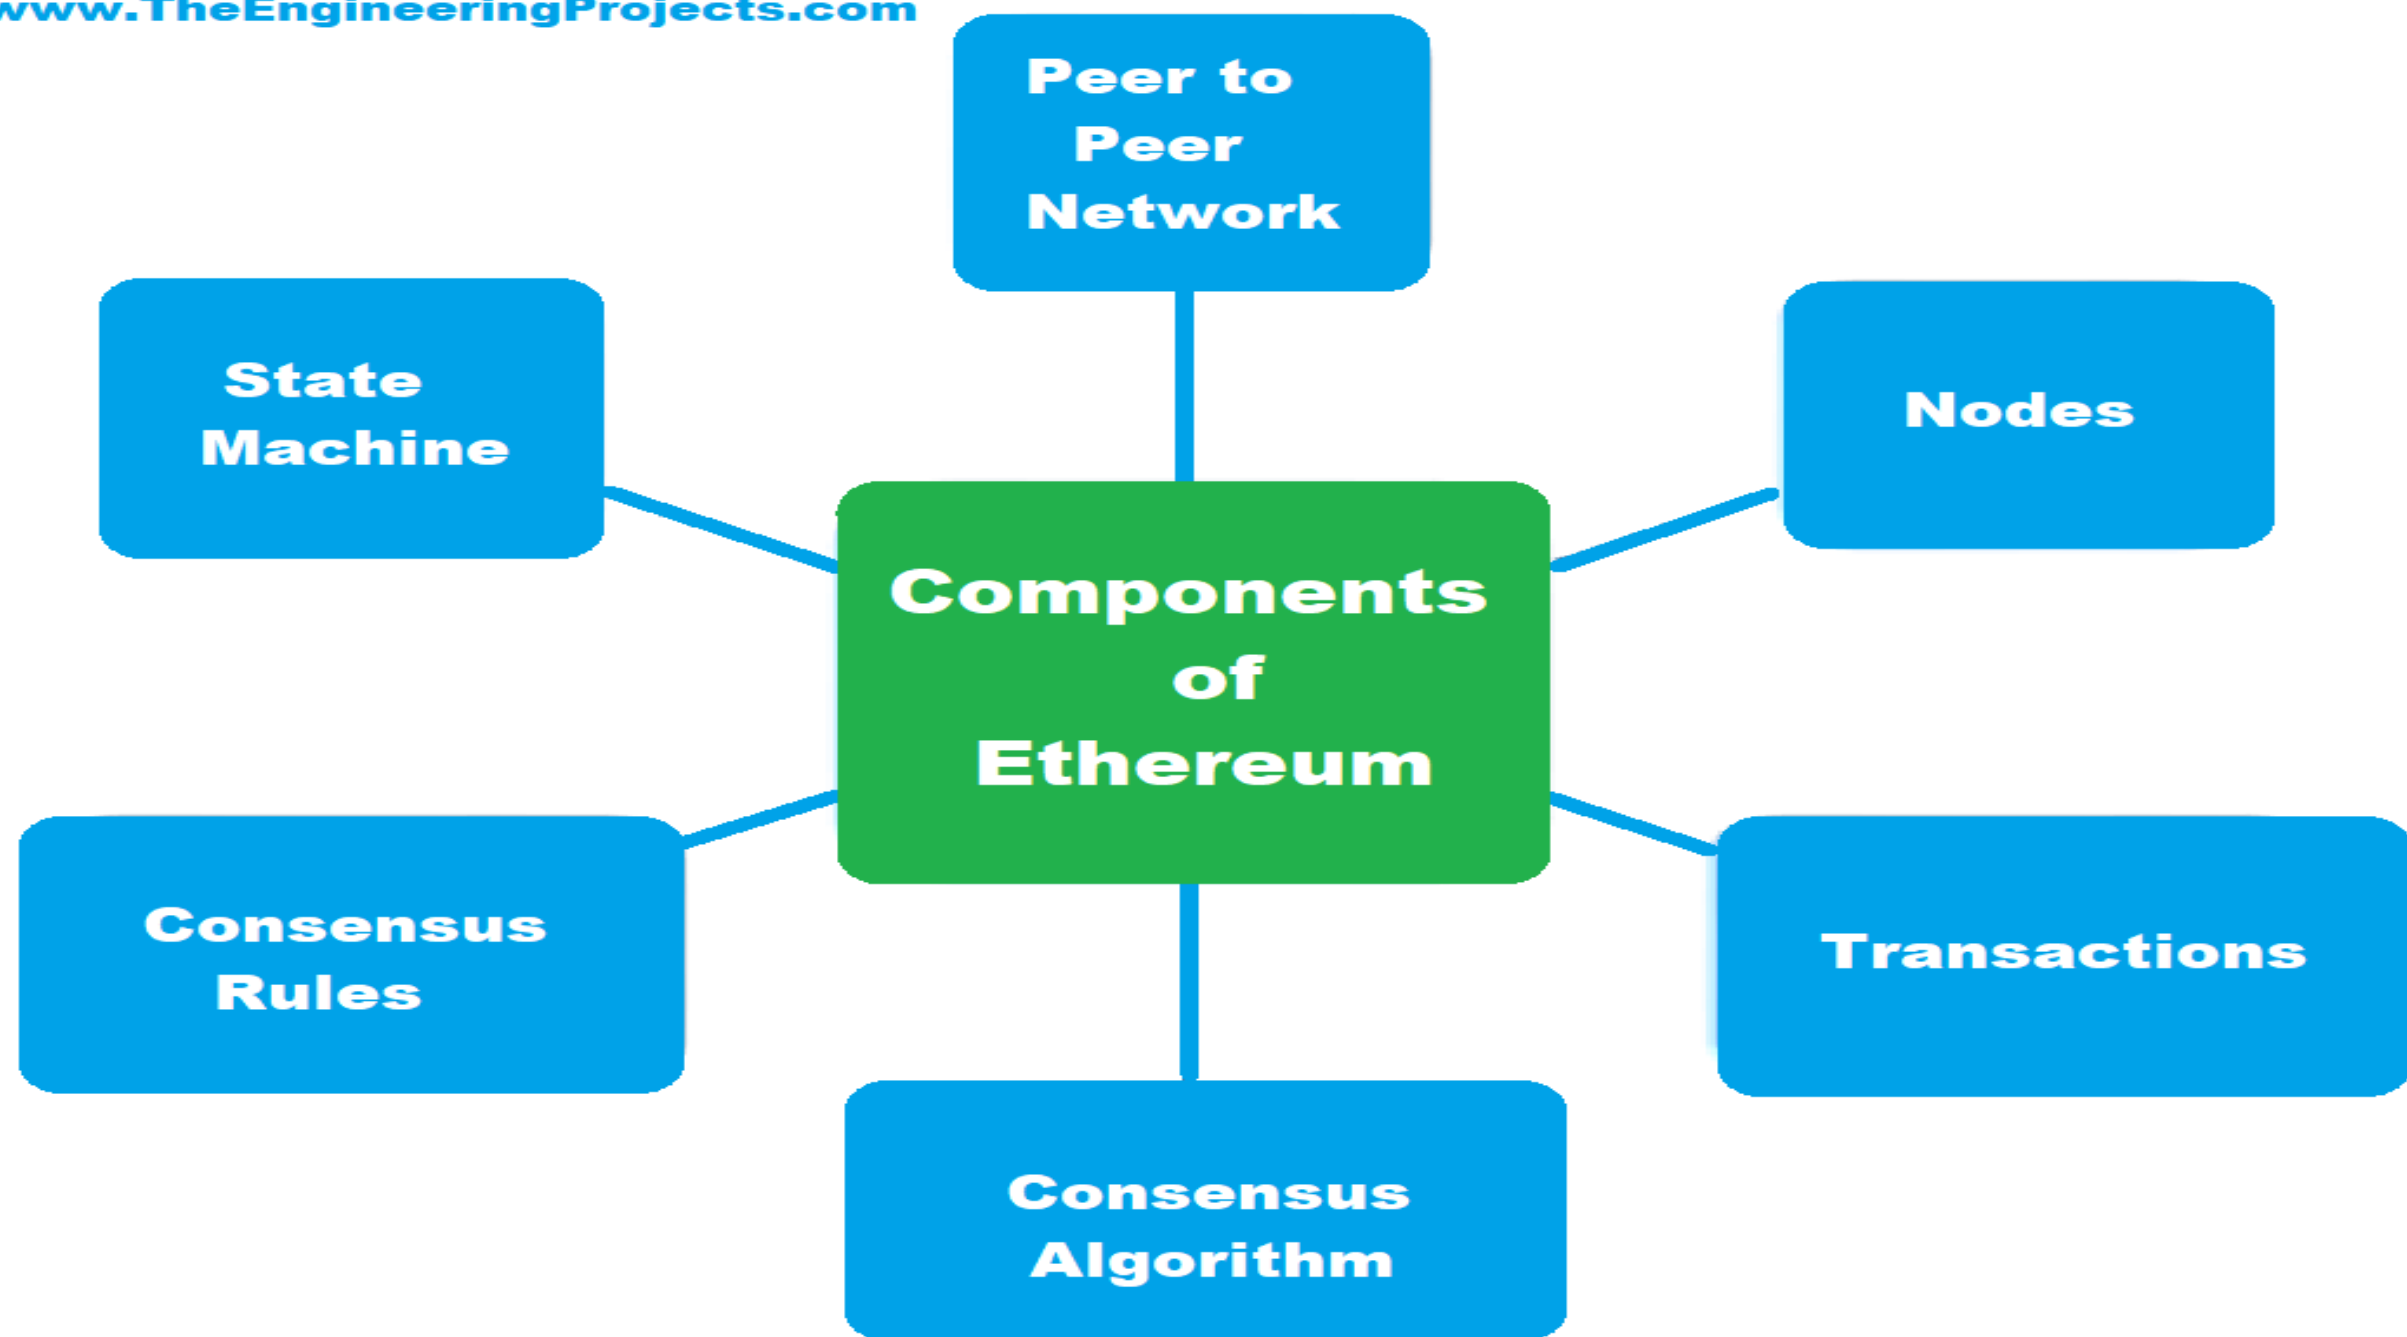 www.TheEngineeringProjects.com
Peer to
Peer
Network
State
Machine
Nodes
Components
of
Ethereum
Consensus
Rules
Transactions
Consensus
Algorithm